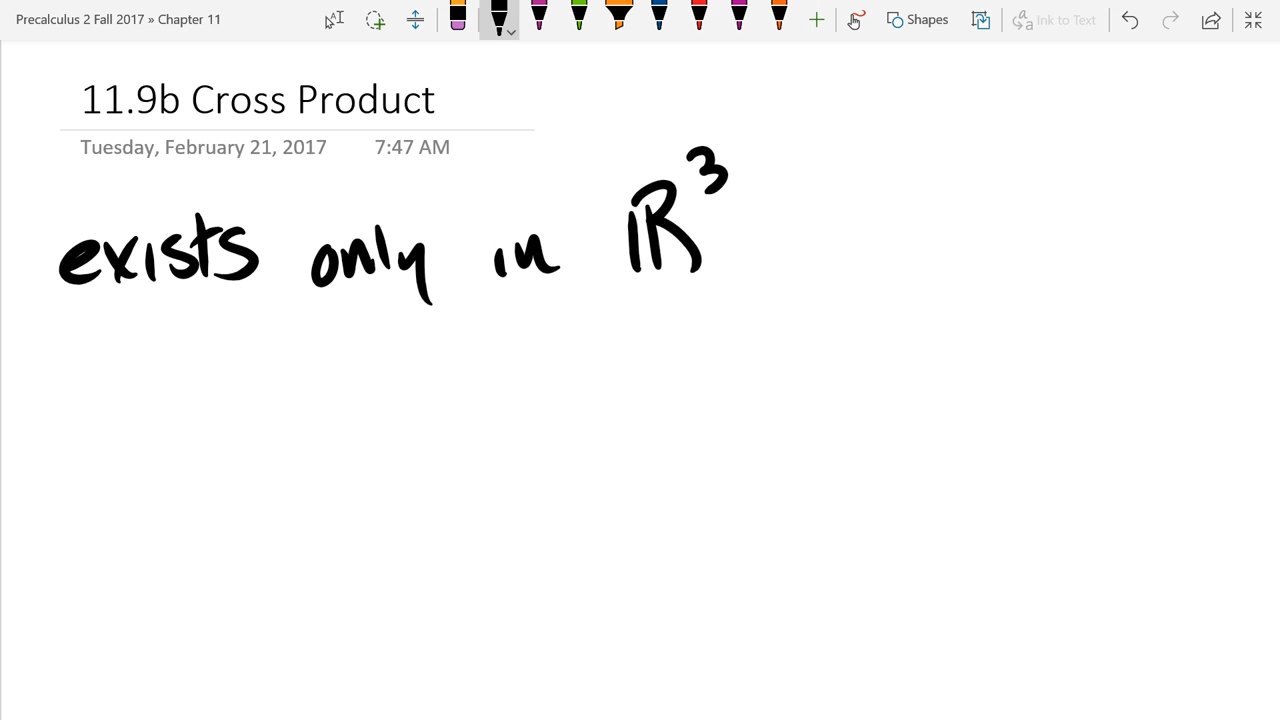 Precalculus 2 Fall 2017 » Chapter 11
Shapes
Ink to Text
11.9b Cross Product
Tuesday, February 21, 2017 7:47 AM
exists only in ℝ³